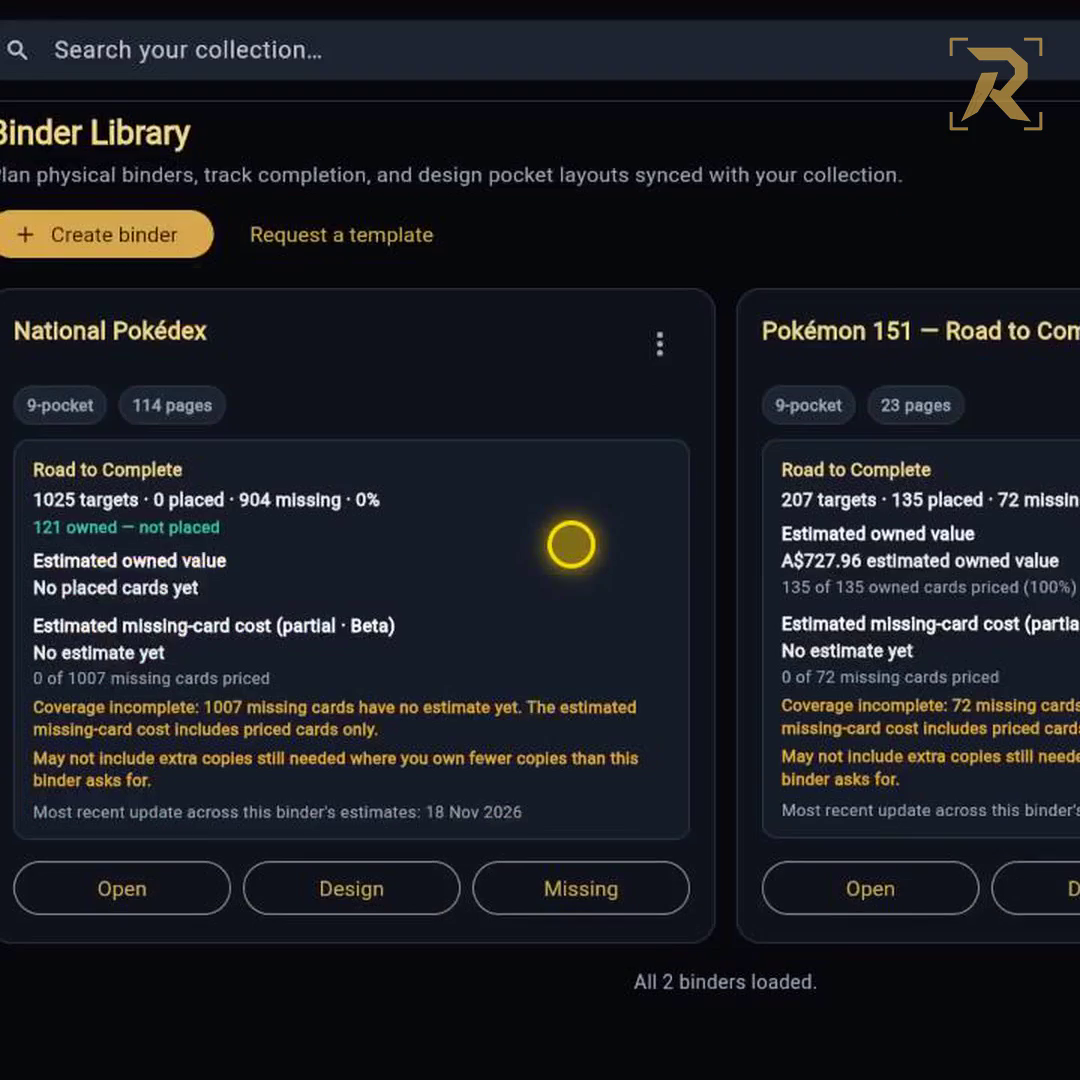 Search your collection...
Binder Library
lan physical binders, track completion, and design pocket layouts synced with your collection.
+ Create binder
Request a template
National Pokédex
9-pocket
114 pages
Road to Complete
1025 targets · 0 placed · 904 missing · 0%
121 owned — not placed
Estimated owned value
No placed cards yet
Estimated missing-card cost (partial · Beta)
No estimate yet
0 of 1007 missing cards priced
Coverage incomplete: 1007 missing cards have no estimate yet. The estimated
missing-card cost includes priced cards only.
May not include extra copies still needed where you own fewer copies than this
binder asks for.
Most recent update across this binder's estimates: 18 Nov 2026
Open
Design
Missing
Pokémon 151 — Road to Com
9-pocket
23 pages
Road to Complete
207 targets · 135 placed · 72 missin
Estimated owned value
A$727.96 estimated owned value
135 of 135 owned cards priced (100%)
Estimated missing-card cost (partia
No estimate yet
0 of 72 missing cards priced
Coverage incomplete: 72 missing cards
missing-card cost includes priced cards
May not include extra copies still neede
binder asks for.
Most recent update across this binder's
Open
D
All 2 binders loaded.
R